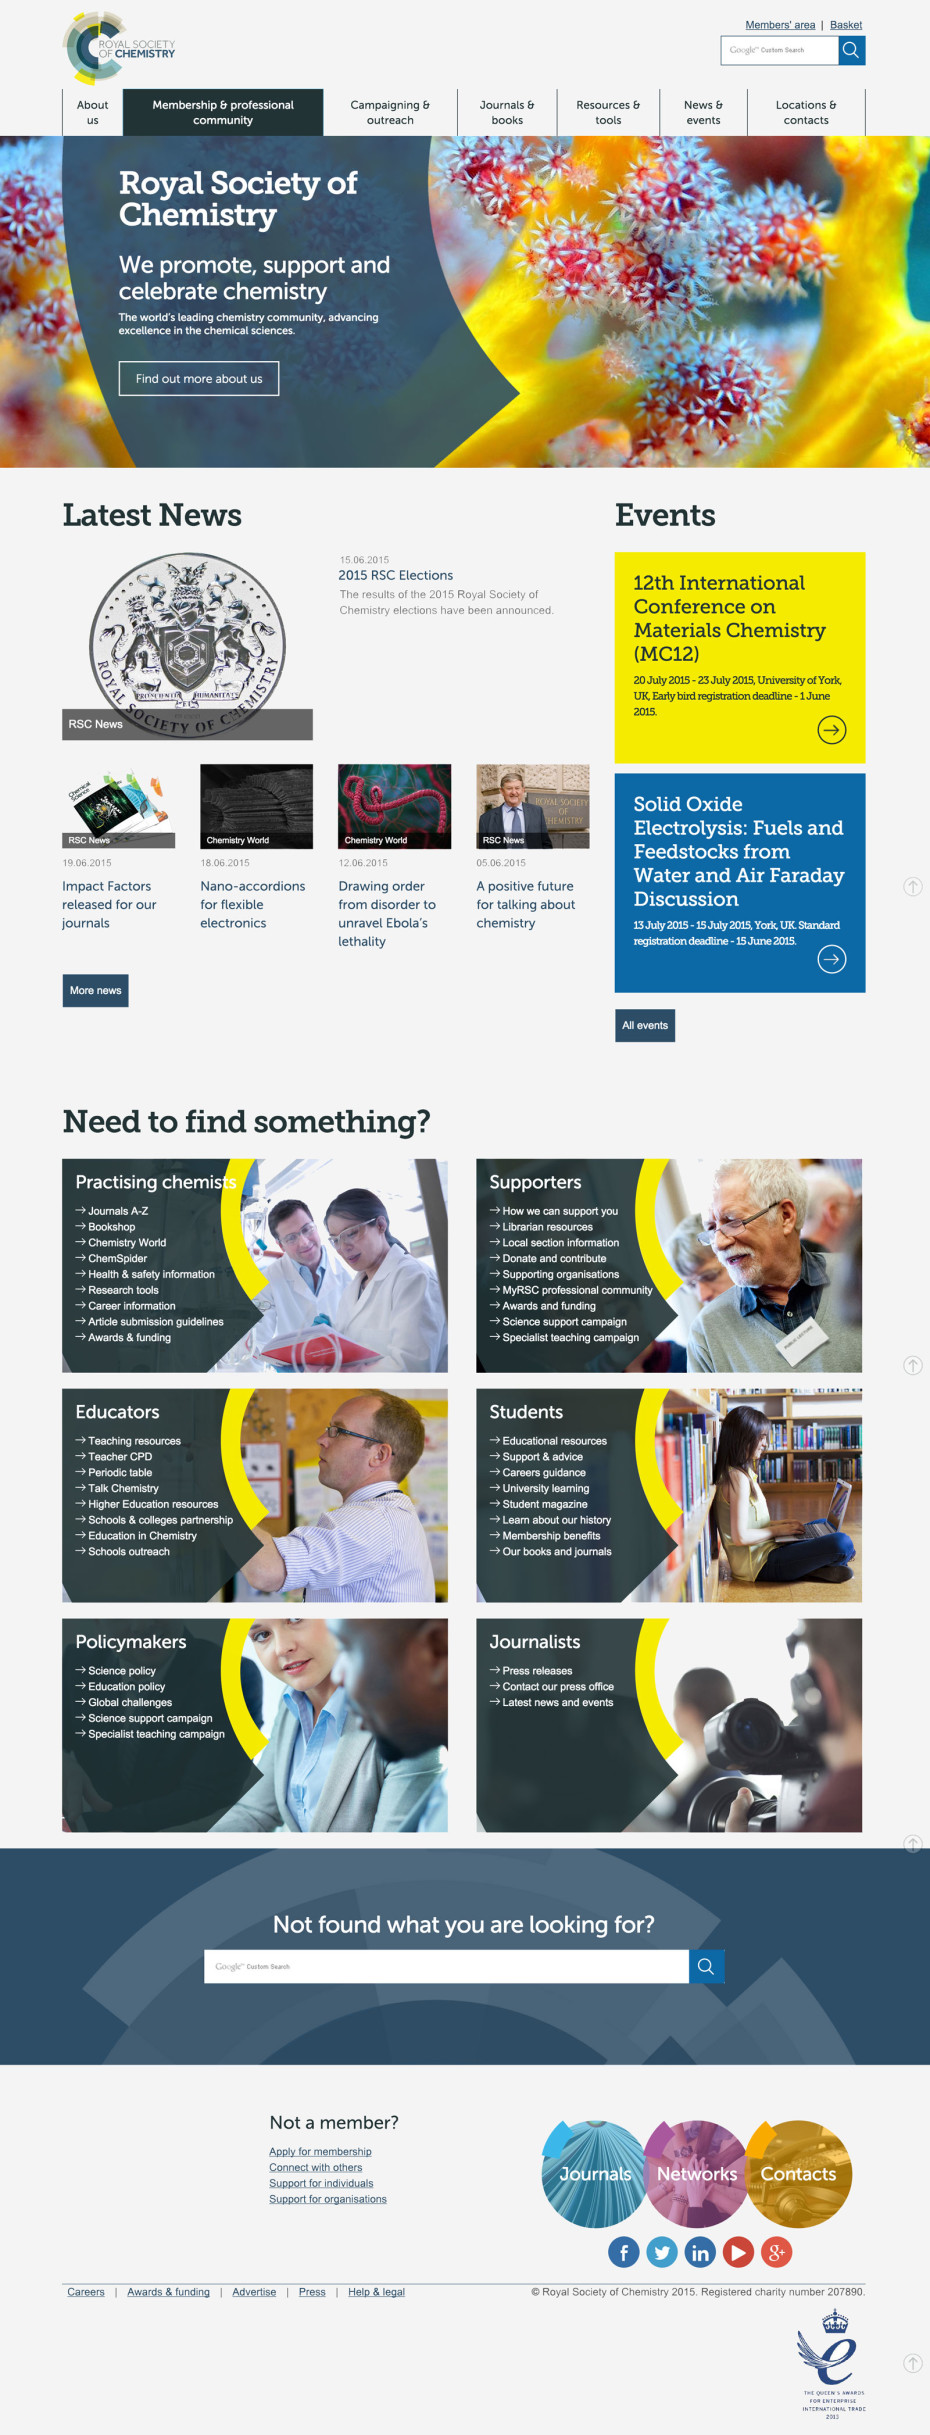 ROYAL SOCIETY
OF CHEMISTRY
Members' area | Basket
Google™ Custom Search
About us
Membership & professional community
Campaigning & outreach
Journals & books
Resources & tools
News & events
Locations & contacts
Royal Society of
Chemistry
We promote, support and
celebrate chemistry
The world's leading chemistry community, advancing
excellence in the chemical sciences.
Find out more about us
Latest News
ROYAL SOCIETY OF CHEMISTRY
PRO SCIENTIA ET HUMANITATE
RSC News
15.06.2015
2015 RSC Elections
The results of the 2015 Royal Society of
Chemistry elections have been announced.
Chemical
Science
RSC News
19.06.2015
Impact Factors
released for our
journals
Chemistry World
18.06.2015
Nano-accordions
for flexible
electronics
Chemistry World
12.06.2015
Drawing order
from disorder to
unravel Ebola's
lethality
ROYAL SOCIETY
OF
CHEMISTRY
RSC News
05.06.2015
A positive future
for talking about
chemistry
More news
Events
12th International
Conference on
Materials Chemistry
(MC12)
20 July 2015 - 23 July 2015, University of York,
UK, Early bird registration deadline - 1 June
2015.
Solid Oxide
Electrolysis: Fuels and
Feedstocks from
Water and Air Faraday
Discussion
13 July 2015 - 15 July 2015, York, UK. Standard
registration deadline - 15 June 2015.
All events
Need to find something?
Practising chemists
Journals A-Z
Bookshop
Chemistry World
ChemSpider
Health & safety information
Research tools
Career information
Article submission guidelines
Awards & funding
Supporters
How we can support you
Librarian resources
Local section information
Donate and contribute
Supporting organisations
MyRSC professional community
Awards and funding
Science support campaign
Specialist teaching campaign
PUBLIC LECTURE
Educators
Teaching resources
Teacher CPD
Periodic table
Talk Chemistry
Higher Education resources
Schools & colleges partnership
Education in Chemistry
Schools outreach
Students
Educational resources
Support & advice
Careers guidance
University learning
Student magazine
Learn about our history
Membership benefits
Our books and journals
Policymakers
Science policy
Education policy
Global challenges
Science support campaign
Specialist teaching campaign
Journalists
Press releases
Contact our press office
Latest news and events
Not found what you are looking for?
Google™ Custom Search
Not a member?
Apply for membership
Connect with others
Support for individuals
Support for organisations
Journals
Networks
Contacts
Careers | Awards & funding | Advertise | Press | Help & legal
© Royal Society of Chemistry 2015. Registered charity number 207890.
THE QUEEN'S AWARDS
FOR ENTERPRISE
INTERNATIONAL TRADE
2013